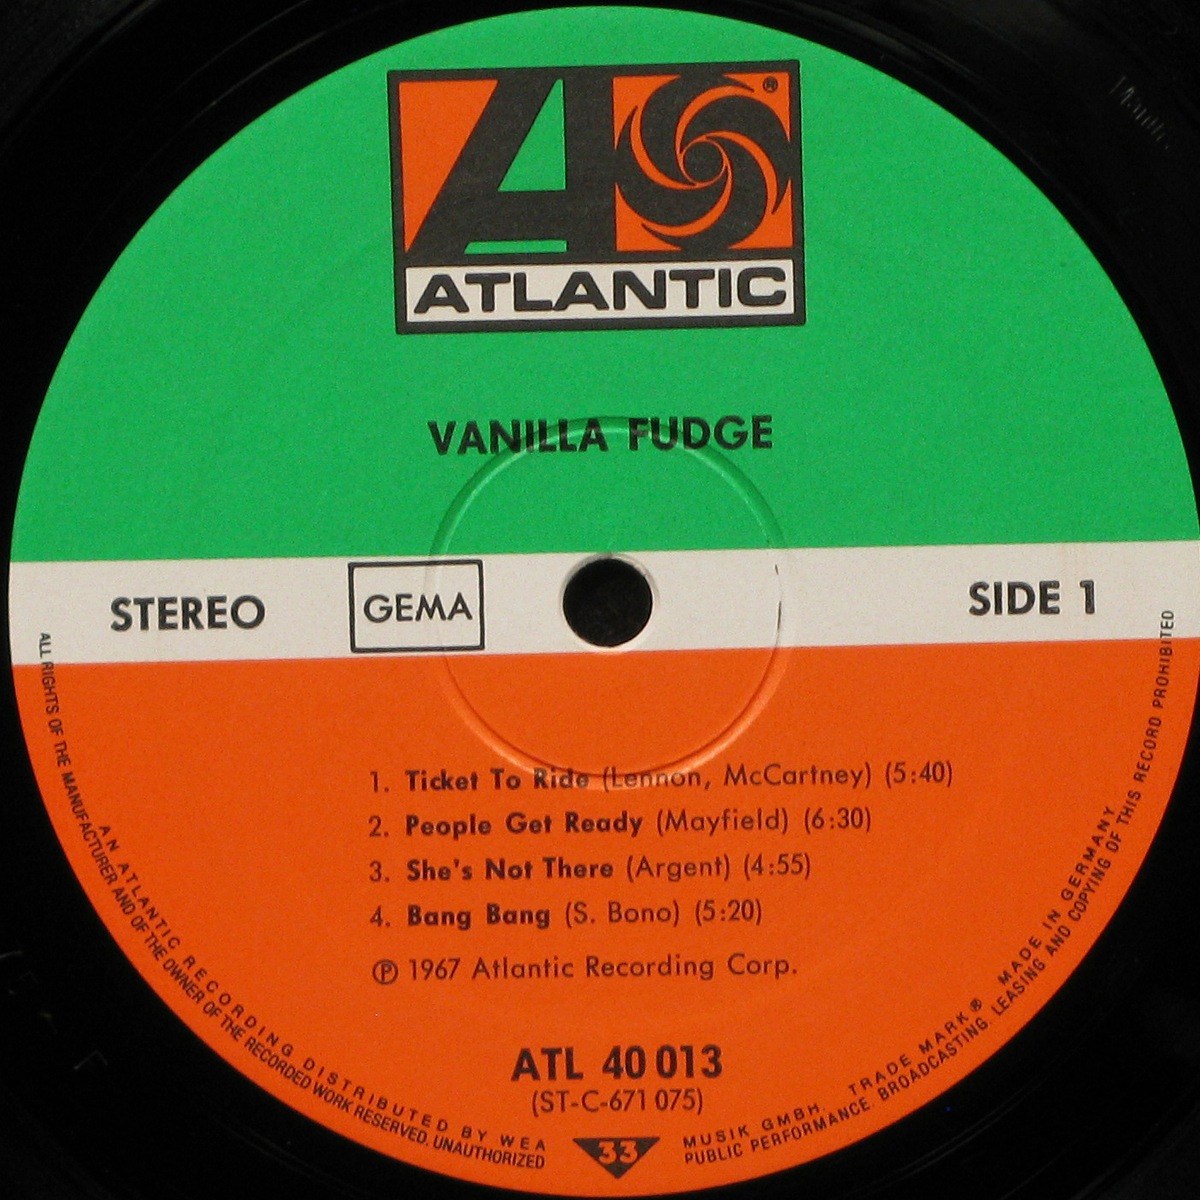 ATLANTIC
®
VANILLA FUDGE
STEREO
GEMA
SIDE 1
1. Ticket To Ride (Lennon, McCartney) (5:40)
2. People Get Ready (Mayfield) (6:30)
3. She's Not There (Argent) (4:55)
4. Bang Bang (S. Bono) (5:20)
℗ 1967 Atlantic Recording Corp.
ATL 40 013
(ST-C-671 075)
33
AN ATLANTIC RECORDING DISTRIBUTED BY WEA MUSIK GMBH. TRADE MARK® MADE IN GERMANY
ALL RIGHTS OF THE MANUFACTURER AND OF THE OWNER OF THE RECORDED WORK RESERVED. UNAUTHORIZED PUBLIC PERFORMANCE. BROADCASTING. LEASING AND COPYING OF THIS RECORD PROHIBITED